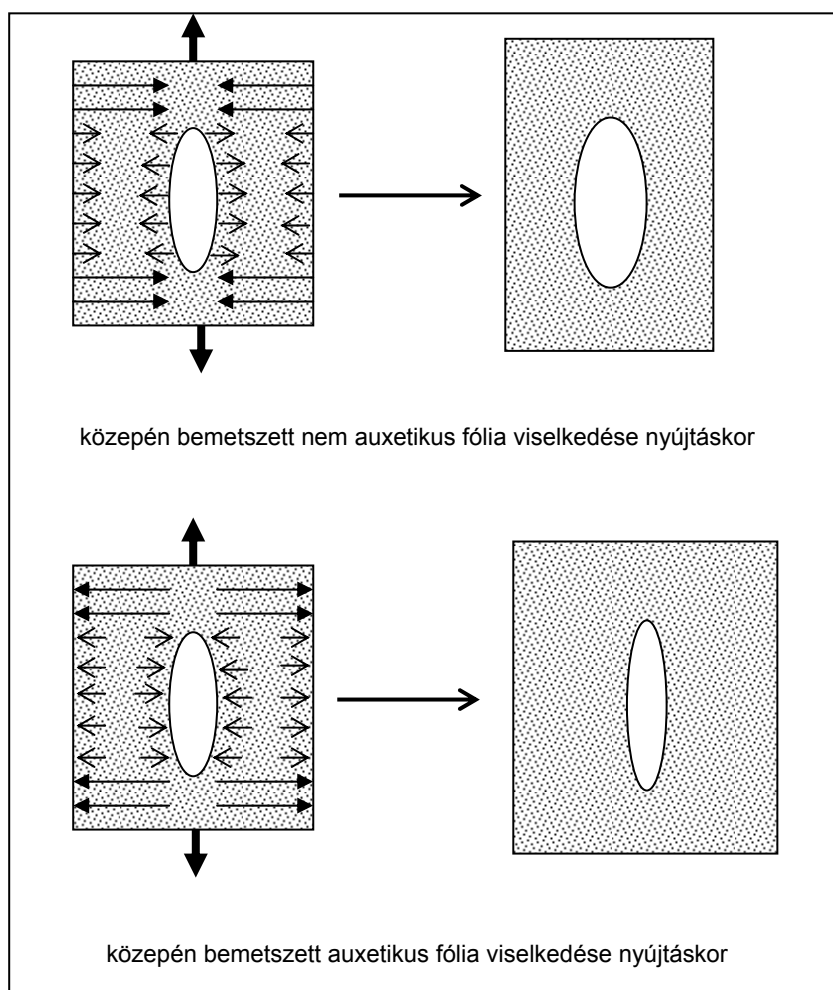 közepén bemetszett nem auxetikus fólia viselkedése nyújtáskor
közepén bemetszett auxetikus fólia viselkedése nyújtáskor